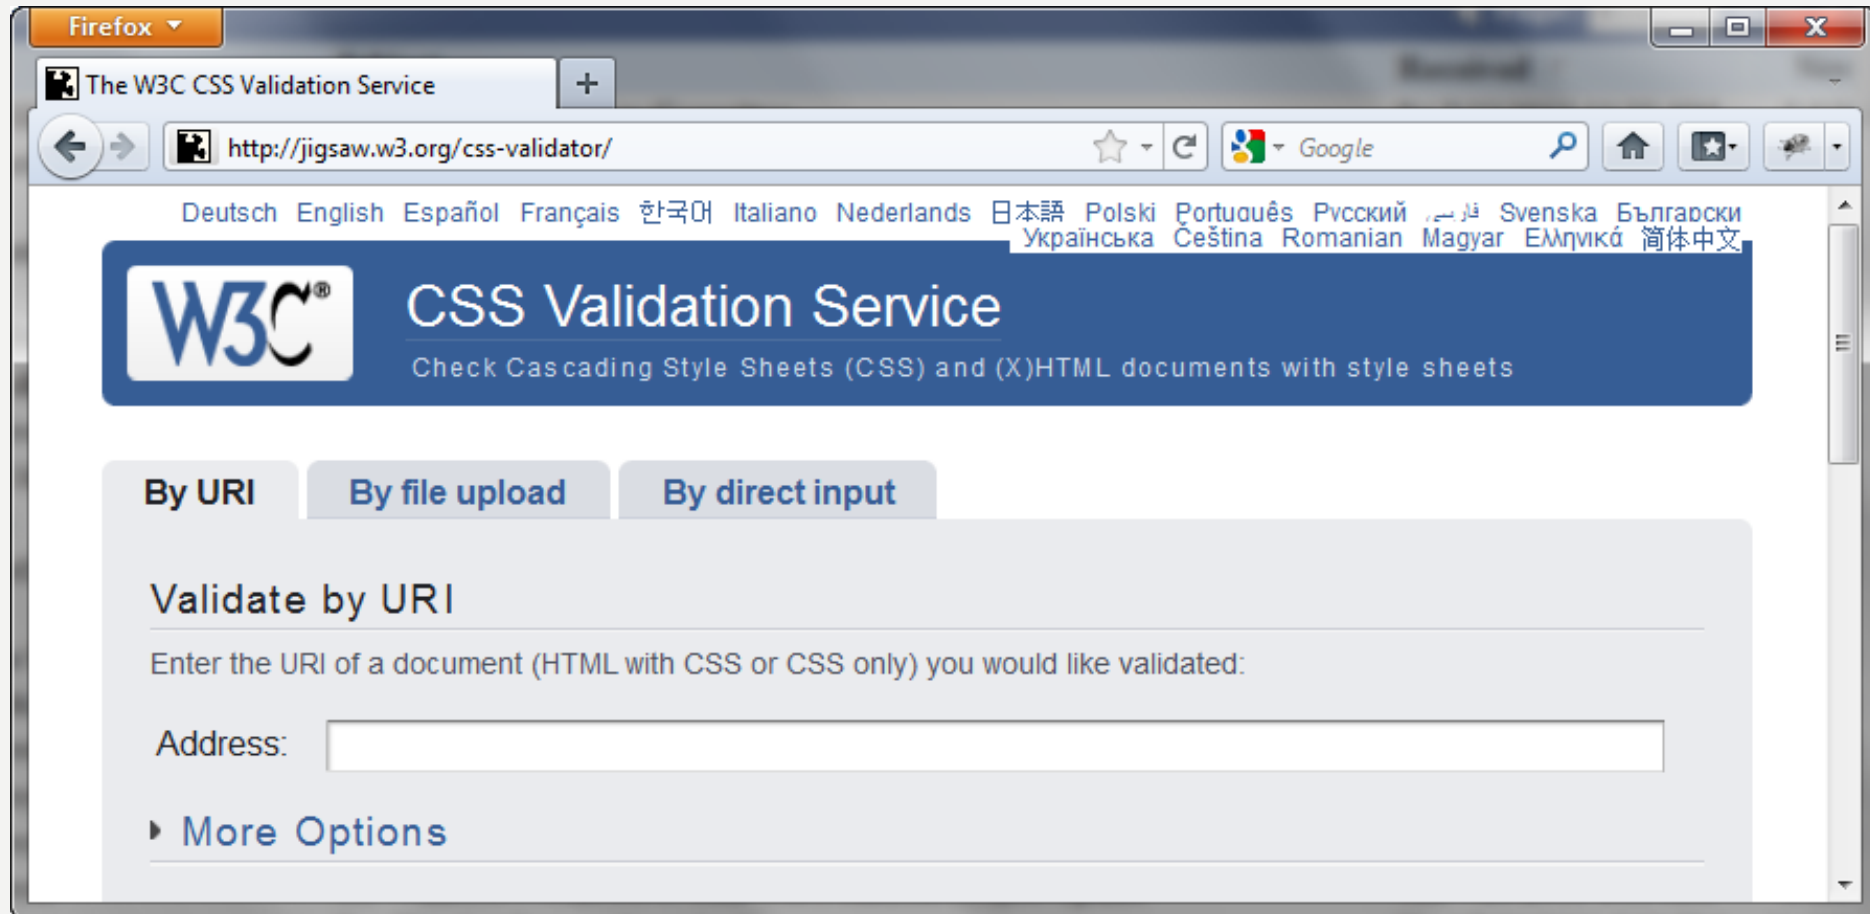 Firefox
The W3C CSS Validation Service
http://jigsaw.w3.org/css-validator/
Google
Deutsch English Español Français 한국어 Italiano Nederlands 日本語 Polski Português Русский فارسی Svenska Български
Українська Čeština Romanian Magyar Ελληνικά 简体中文
W3C®
CSS Validation Service
Check Cascading Style Sheets (CSS) and (X)HTML documents with style sheets
By URI By file upload By direct input
Validate by URI
Enter the URI of a document (HTML with CSS or CSS only) you would like validated:
Address:
More Options